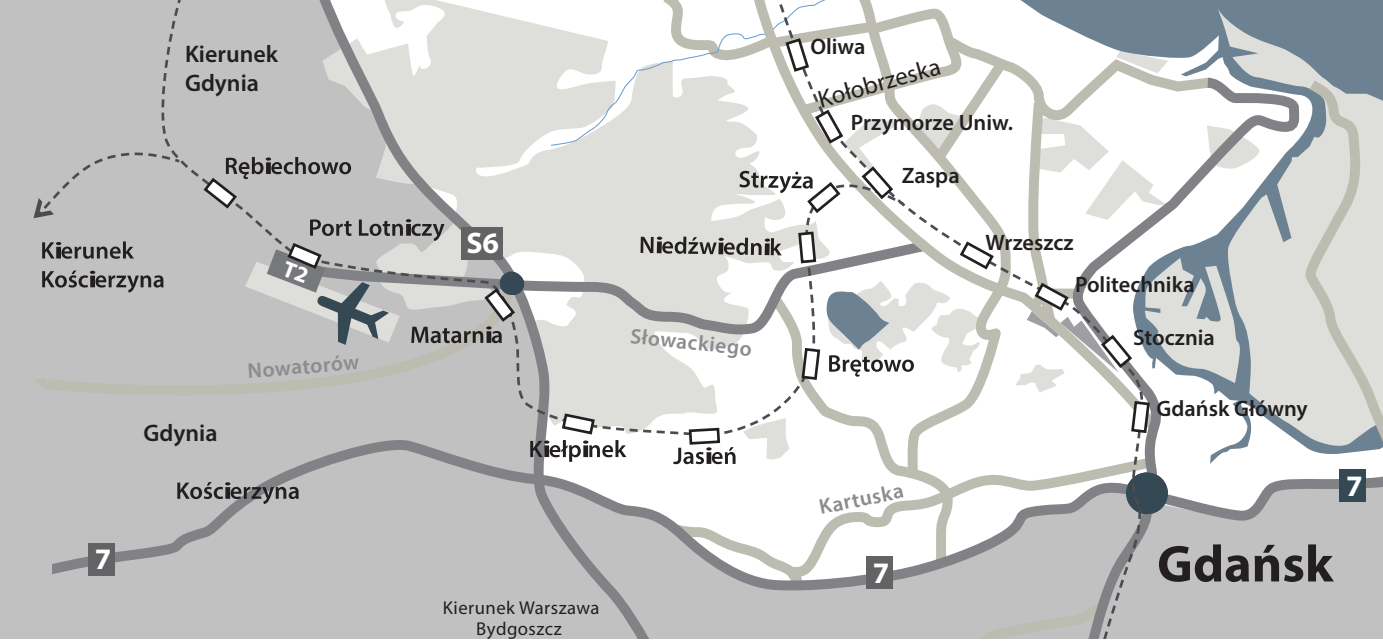 Oliwa
Kierunek
Gdynia
Kołobrzeska
Przymorze Uniw.
Rębiechowo
Zaspa
Strzyża
Port Lotniczy
S6
Niedźwiednik
Wrzeszcz
Kierunek
Kościerzyna
T2
Politechnika
Matarnia
Słowackiego
Stocznia
Nowatorów
Brętowo
Gdańsk Główny
Gdynia
Kiełpinek
Jasień
Kościerzyna
Kartuska
7
7
7
Gdańsk
Kierunek Warszawa
Bydgoszcz